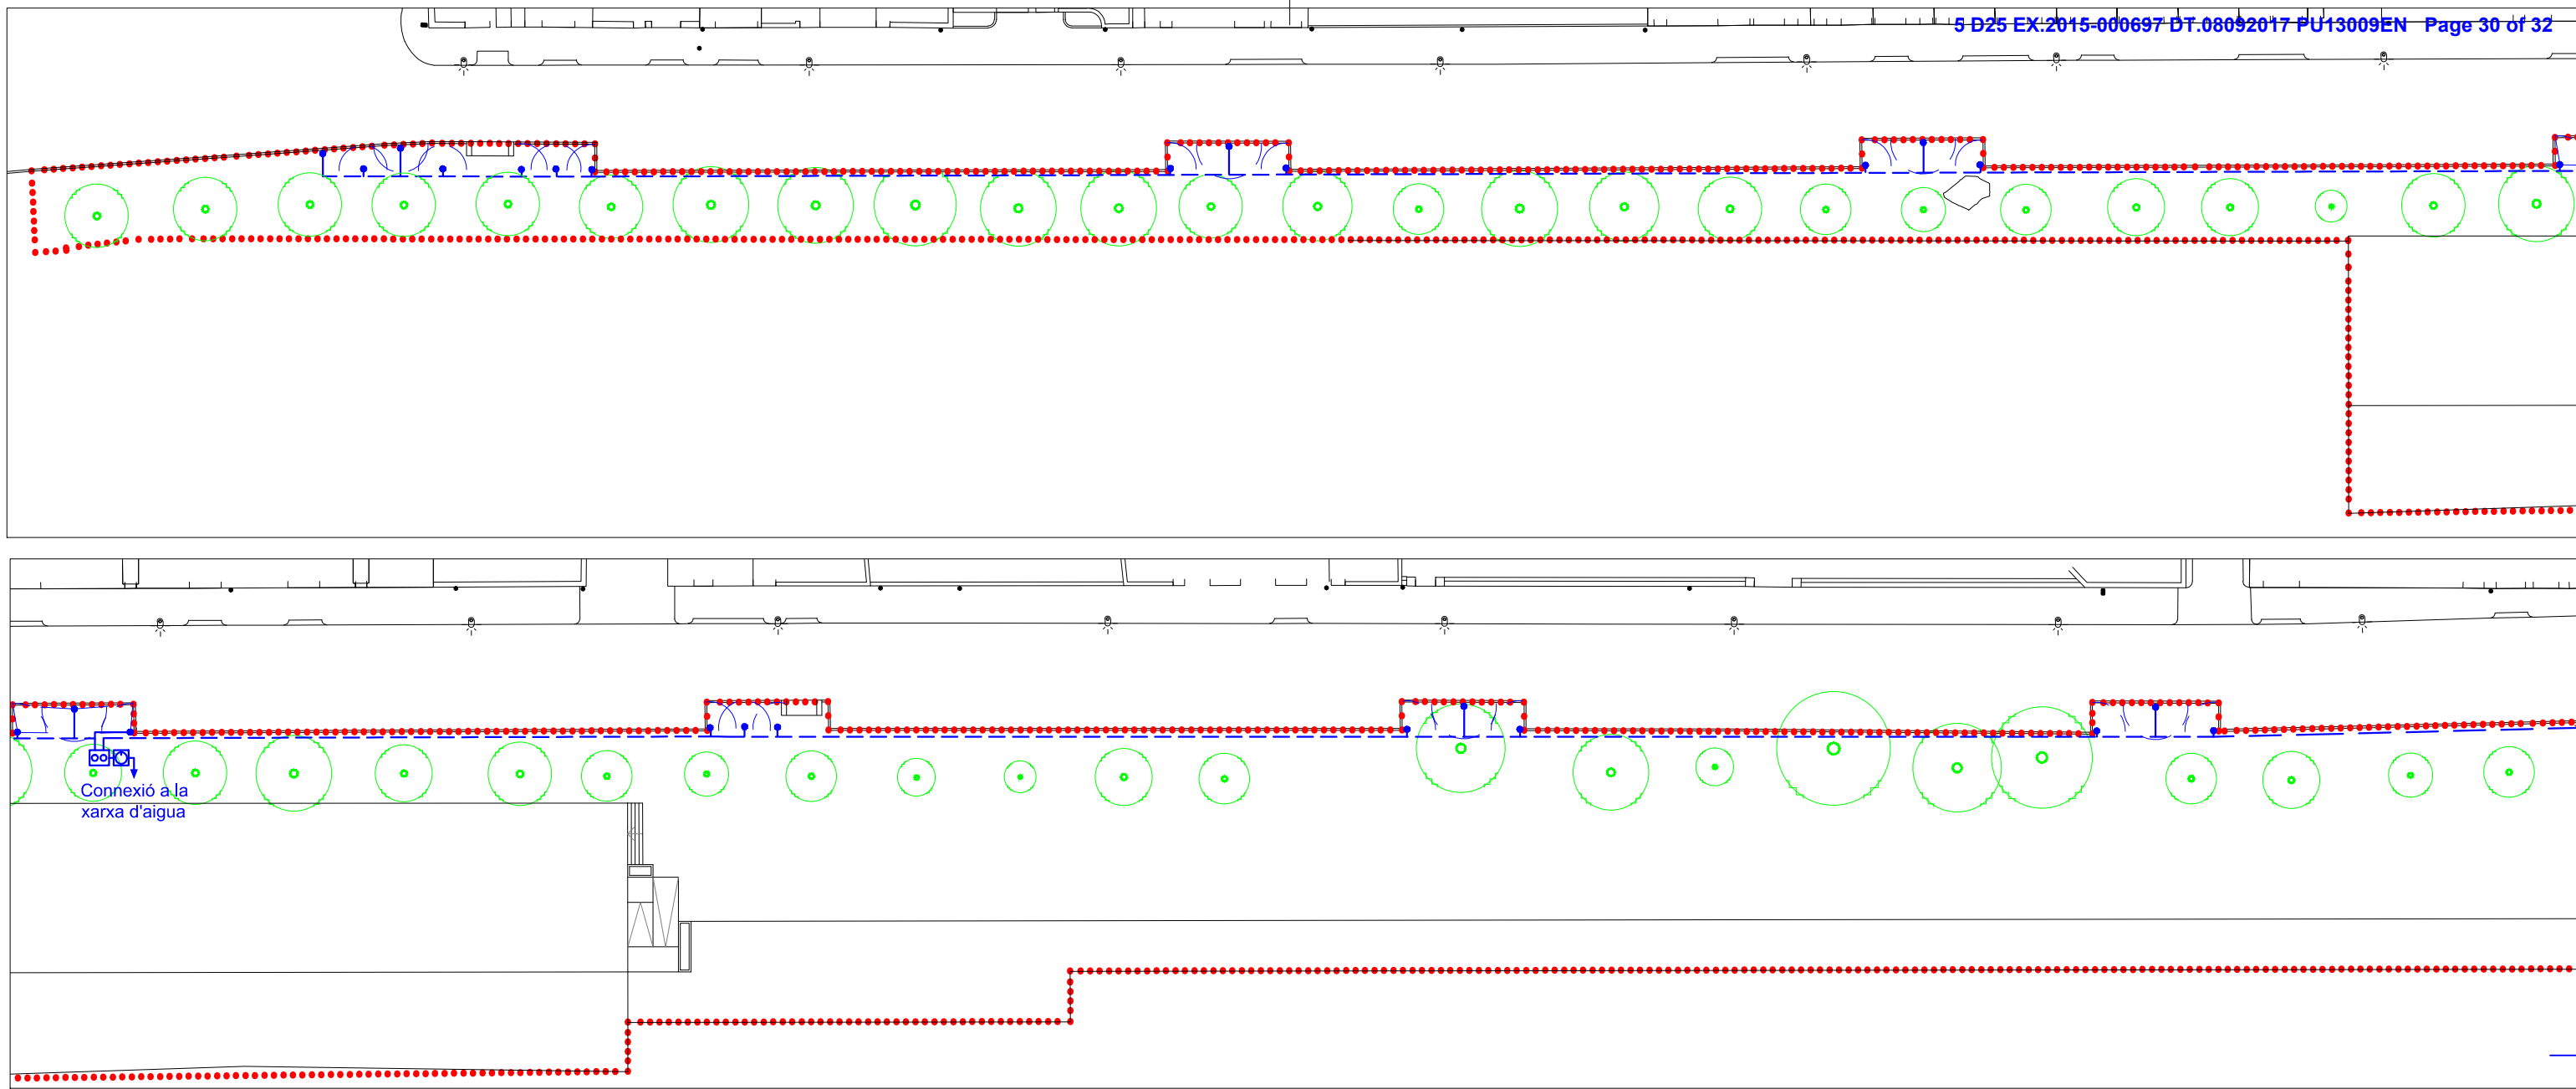 5 D25 EX.2015-000697 DT.08092017 PU13009EN Page 30 of 32
Connexió a la
xarxa d'aigua